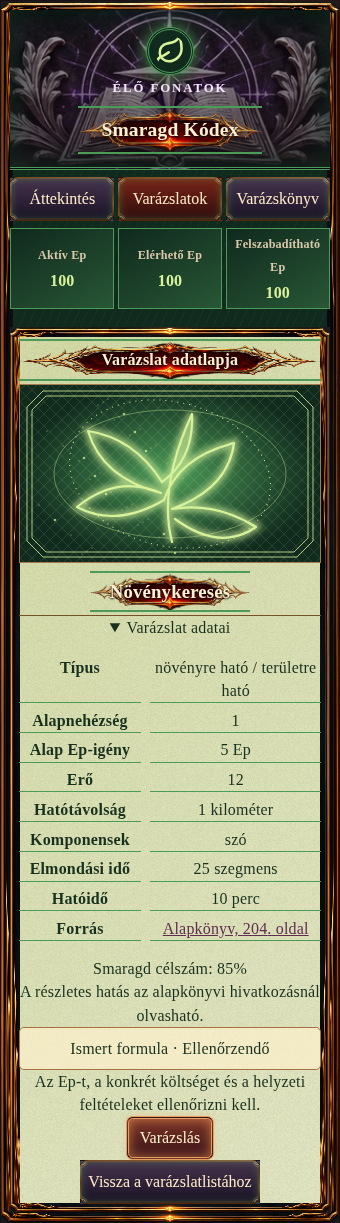 ÉLŐ FONATOK
Smaragd Kódex
Áttekintés
Varázslatok
Varázskönyv
Aktív Ep
100
Elérhető Ep
100
Felszabadítható
Ep
100
Varázslat adatlapja
Növénykeresés
▼ Varázslat adatai
Típus
növényre ható / területre
ható
Alapnehézség
1
Alap Ep-igény
5 Ep
Erő
12
Hatótávolság
1 kilométer
Komponensek
szó
Elmondási idő
25 szegmens
Hatóidő
10 perc
Forrás
Alapkönyv, 204. oldal
Smaragd célszám: 85%
A részletes hatás az alapkönyvi hivatkozásnál
olvasható.
Ismert formula · Ellenőrzendő
Az Ep-t, a konkrét költséget és a helyzeti
feltételeket ellenőrizni kell.
Varázslás
Vissza a varázslatlistához